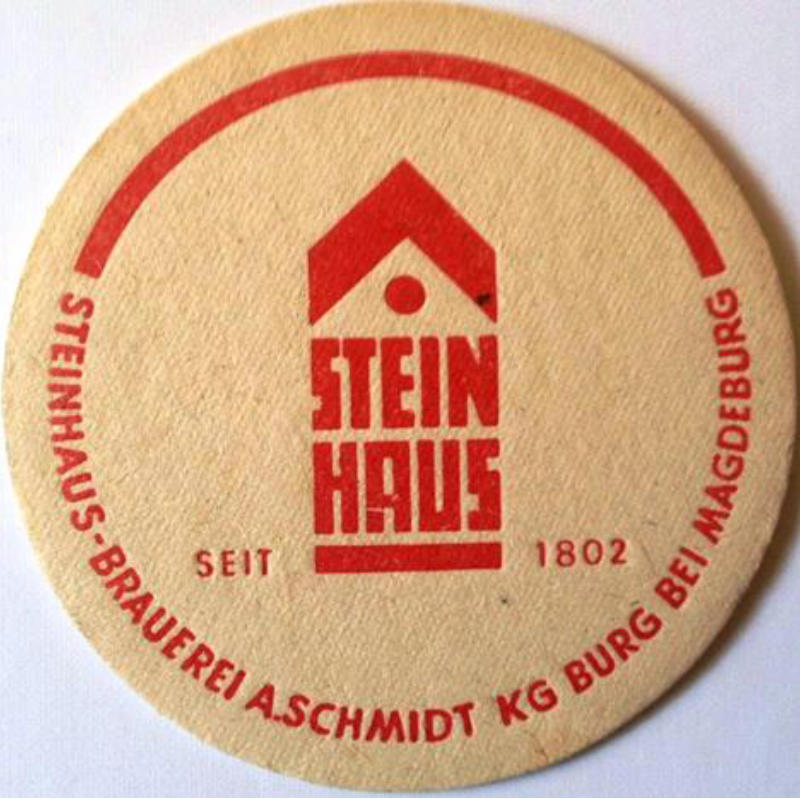 STEIN
HAUS
SEIT 1802
STEINHAUS-BRAUEREI A.SCHMIDT KG BURG BEI MAGDEBURG